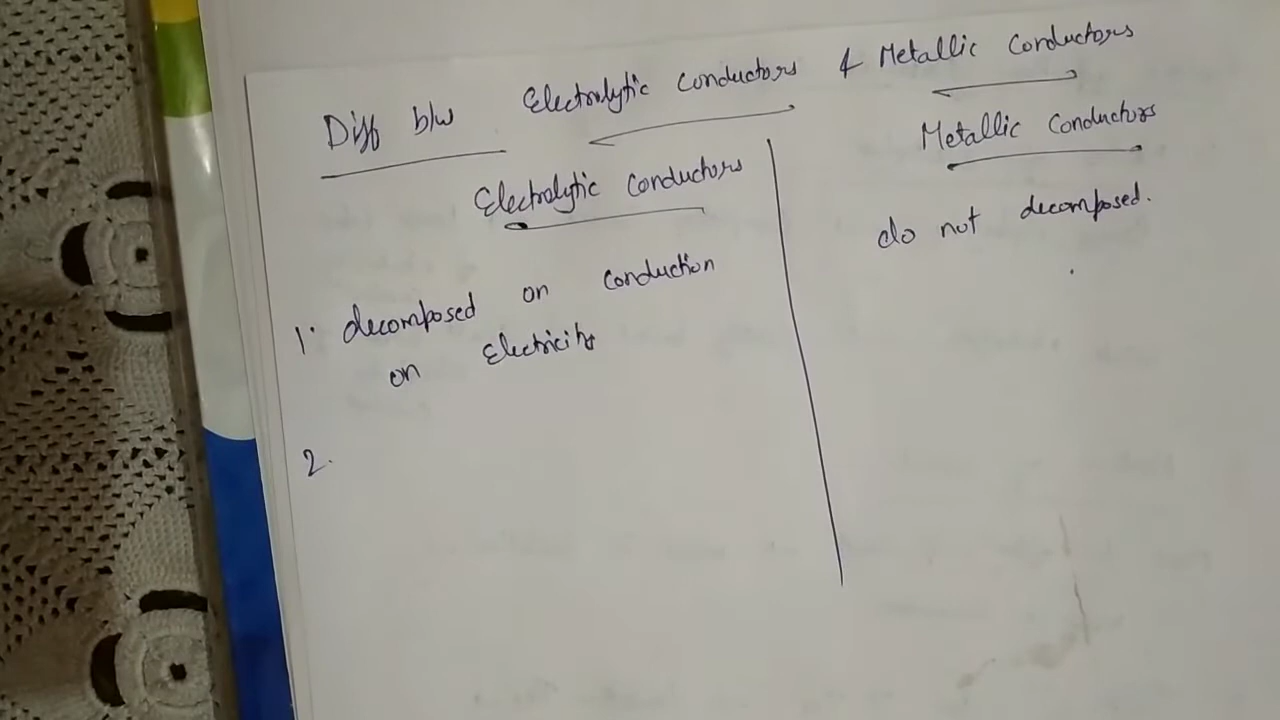 Diff b/w Electrolytic Conductors & Metallic Conductors
Electrolytic Conductors
Metallic Conductors
1. decomposed on Conduction
on Electricity
do not decomposed.
2.